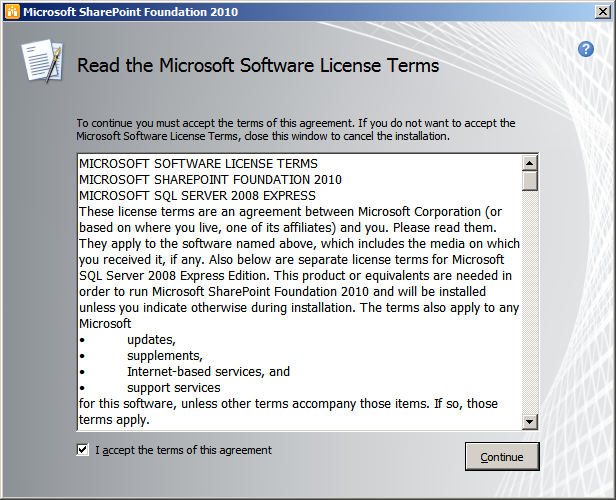 Microsoft SharePoint Foundation 2010
Read the Microsoft Software License Terms
To continue you must accept the terms of this agreement. If you do not want to accept the
Microsoft Software License Terms, close this window to cancel the installation.
MICROSOFT SOFTWARE LICENSE TERMS
MICROSOFT SHAREPOINT FOUNDATION 2010
MICROSOFT SQL SERVER 2008 EXPRESS
These license terms are an agreement between Microsoft Corporation (or
based on where you live, one of its affiliates) and you. Please read them.
They apply to the software named above, which includes the media on which
you received it, if any. Also below are separate license terms for Microsoft
SQL Server 2008 Express Edition. This product or equivalents are needed in
order to run Microsoft SharePoint Foundation 2010 and will be installed
unless you indicate otherwise during installation. The terms also apply to any
Microsoft
• updates,
• supplements,
• Internet-based services, and
• support services
for this software, unless other terms accompany those items. If so, those
terms apply.
I accept the terms of this agreement
Continue